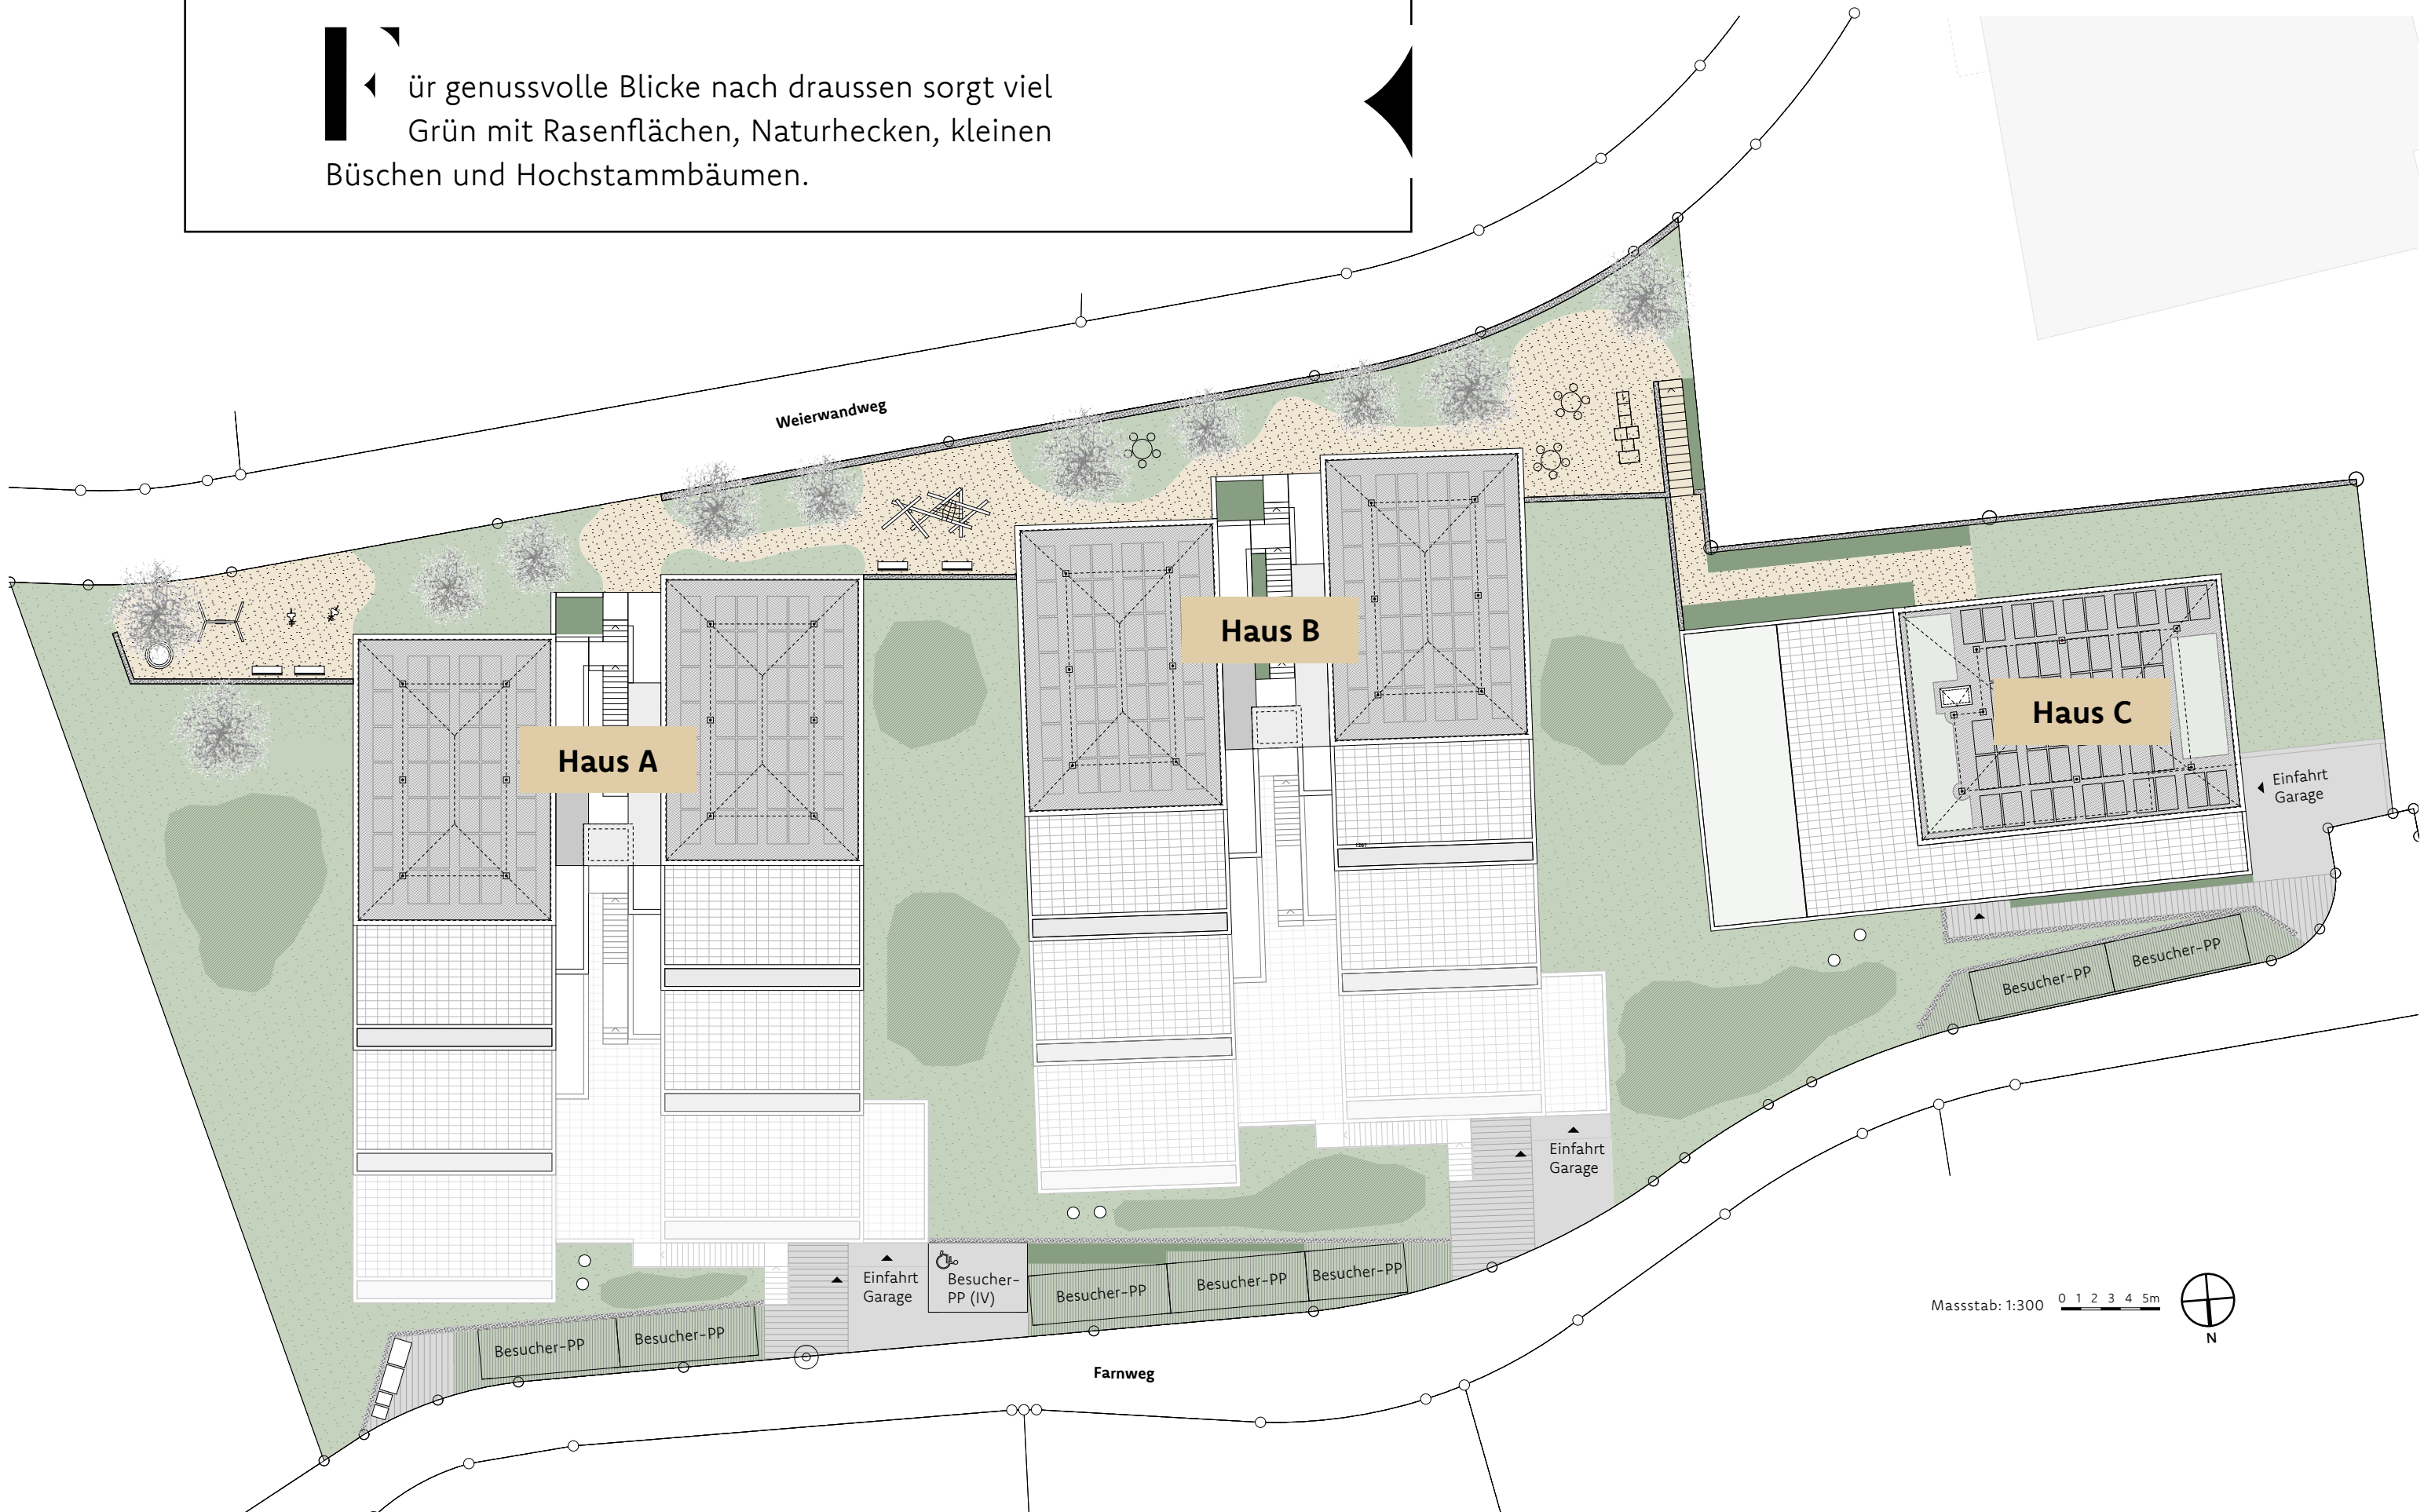 Für genussvolle Blicke nach draussen sorgt viel
Grün mit Rasenflächen, Naturhecken, kleinen
Büschen und Hochstammbäumen.
Weierwandweg
Haus A
Haus B
Haus C
Einfahrt
Garage
Besucher-PP
Besucher-PP
Einfahrt
Garage
Einfahrt
Garage
Besucher-
PP (IV)
Besucher-PP
Besucher-PP
Besucher-PP
Besucher-PP
Besucher-PP
Massstab: 1:300
0 1 2 3 4 5m
N
Farnweg